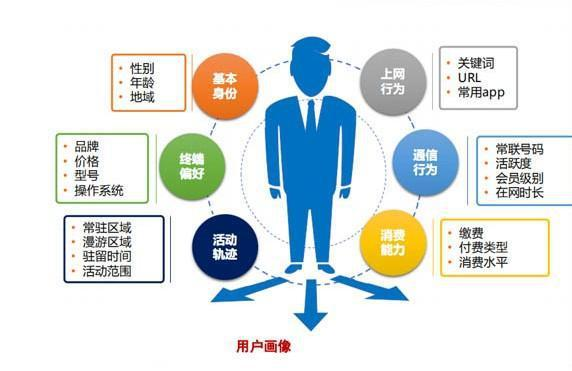 基本
身份
性别
年龄
地域
终端
偏好
品牌
价格
型号
操作系统
活动
轨迹
常驻区域
漫游区域
驻留时间
活动范围
上网
行为
关键词
URL
常用app
通信
行为
常联号码
活跃度
会员级别
在网时长
消费
能力
缴费
付费类型
消费水平
用户画像